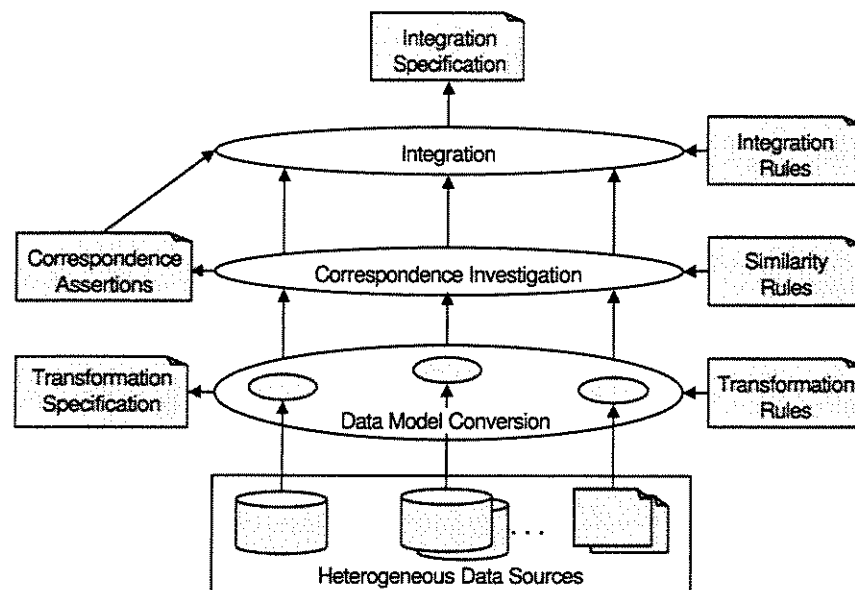 Integration
Specification
Integration
Integration
Rules
Correspondence
Assertions
Correspondence Investigation
Similarity
Rules
Transformation
Specification
Data Model Conversion
Transformation
Rules
. . .
Heterogeneous Data Sources